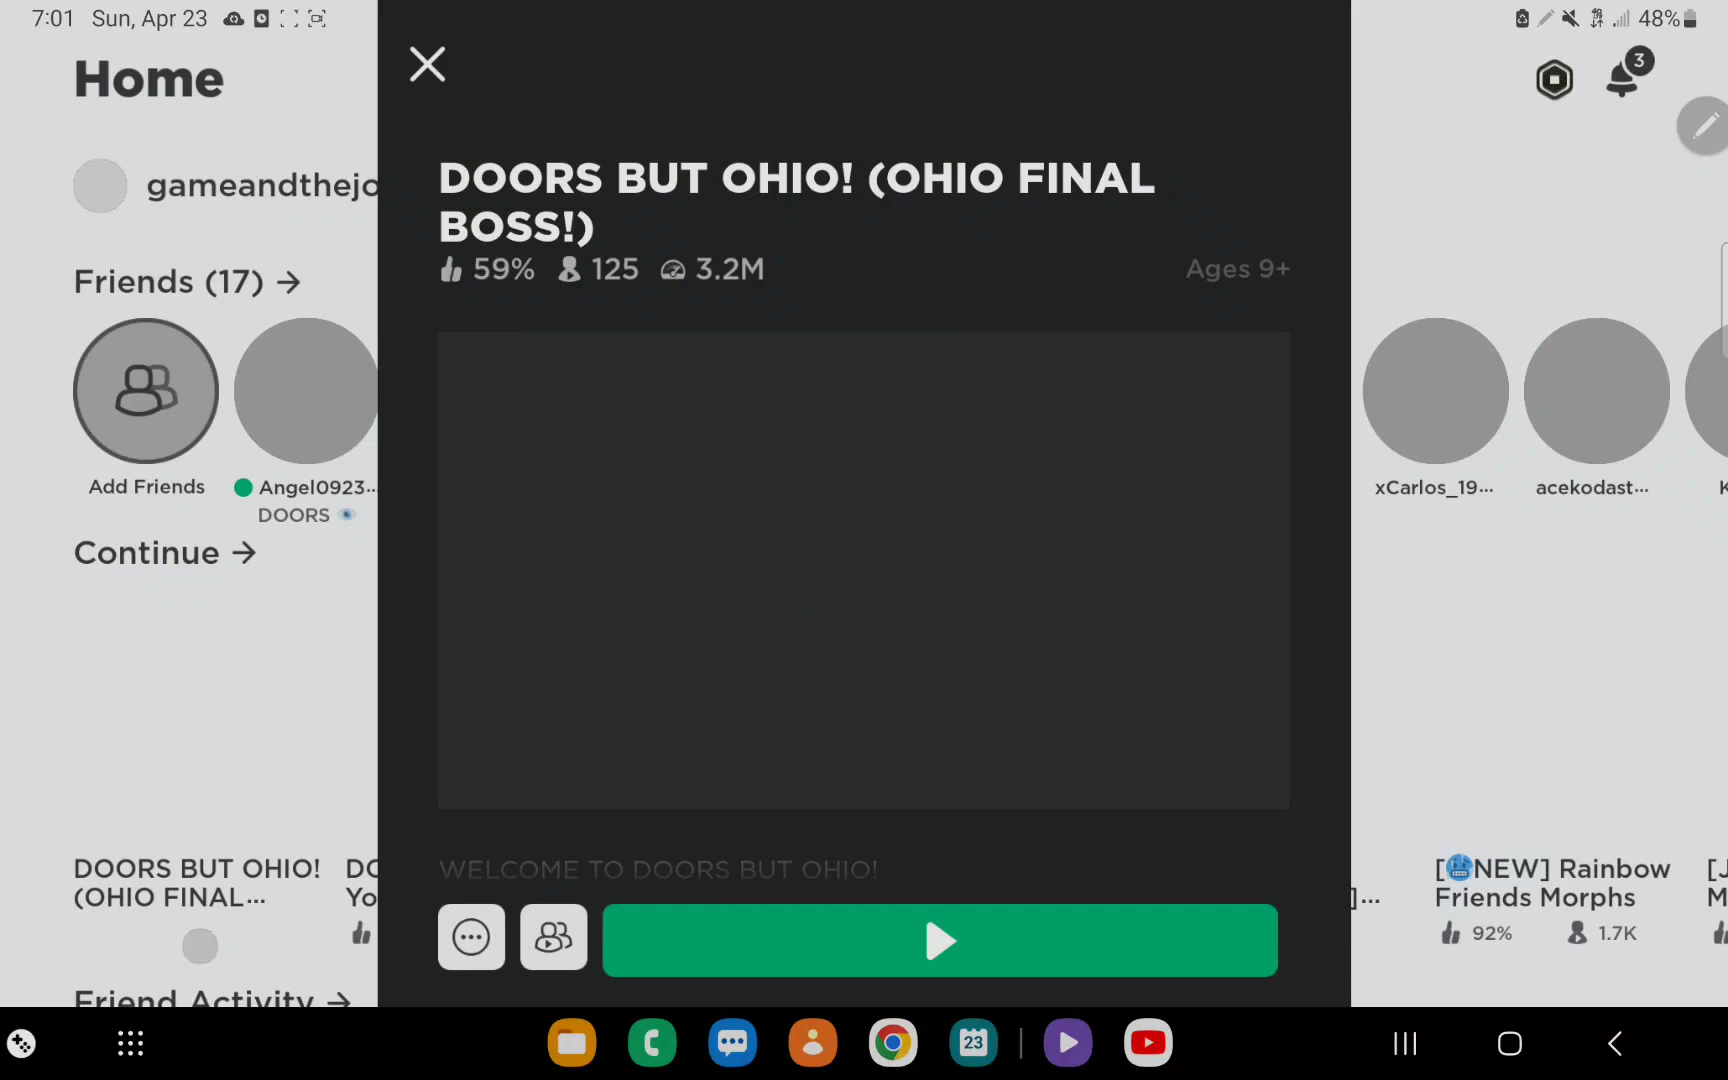 7:01 Sun, Apr 23
48%
Home
3
gameandthejo
Friends (17) →
Add Friends
Angel0923...
DOORS 👁
xCarlos_19...
acekodast...
Continue →
DOORS BUT OHIO! (OHIO FINAL
BOSS!)
59% 125 3.2M
Ages 9+
WELCOME TO DOORS BUT OHIO!
DOORS BUT OHIO!
(OHIO FINAL...
DO
Yo
]...
[🥶NEW] Rainbow
Friends Morphs
92% 1.7K
[J
M
Friend Activity →
23